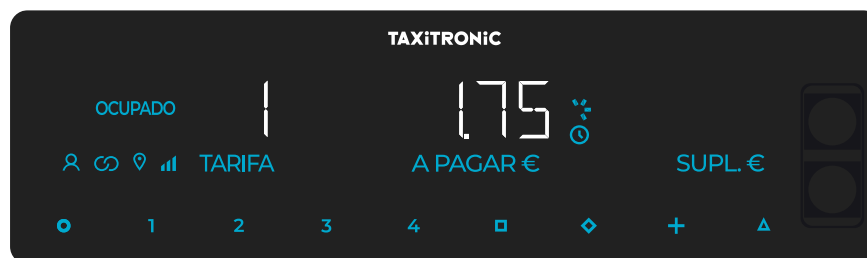 TAXiTRONiC
OCUPADO 1 1.75
TARIFA A PAGAR € SUPL. €
1 2 3 4